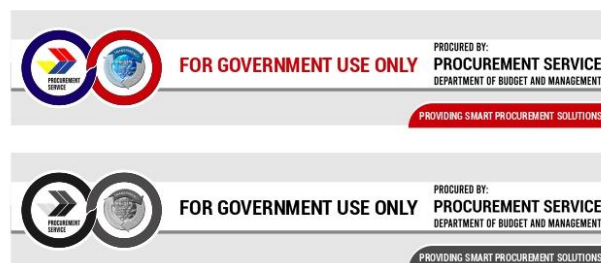 PROCUREMENT
SERVICE
FOR GOVERNMENT USE ONLY
PROCURED BY:
PROCUREMENT SERVICE
DEPARTMENT OF BUDGET AND MANAGEMENT
PROVIDING SMART PROCUREMENT SOLUTIONS
PROCUREMENT
SERVICE
FOR GOVERNMENT USE ONLY
PROCURED BY:
PROCUREMENT SERVICE
DEPARTMENT OF BUDGET AND MANAGEMENT
PROVIDING SMART PROCUREMENT SOLUTIONS